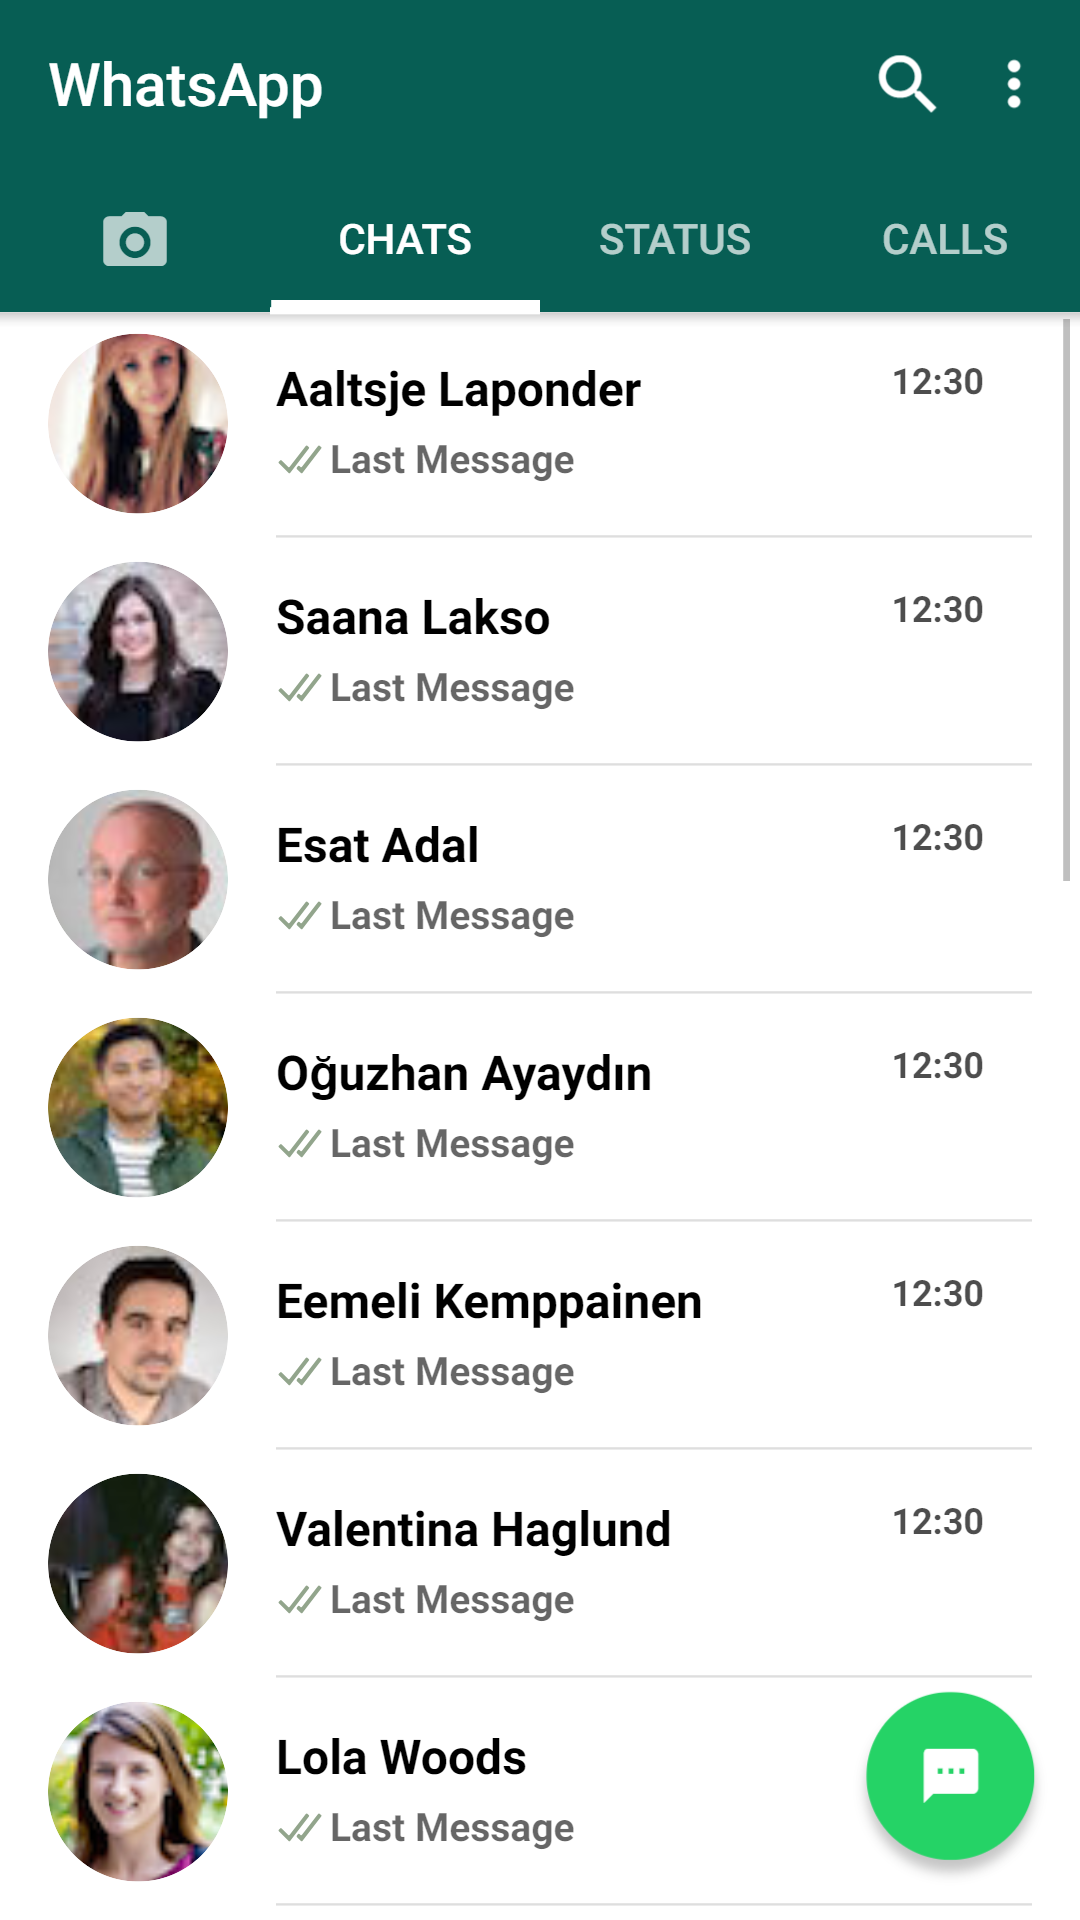 WhatsApp
CHATS STATUS CALLS
Aaltsje Laponder 12:30
Last Message
Saana Lakso 12:30
Last Message
Esat Adal 12:30
Last Message
Oğuzhan Ayaydın 12:30
Last Message
Eemeli Kemppainen 12:30
Last Message
Valentina Haglund 12:30
Last Message
Lola Woods
Last Message